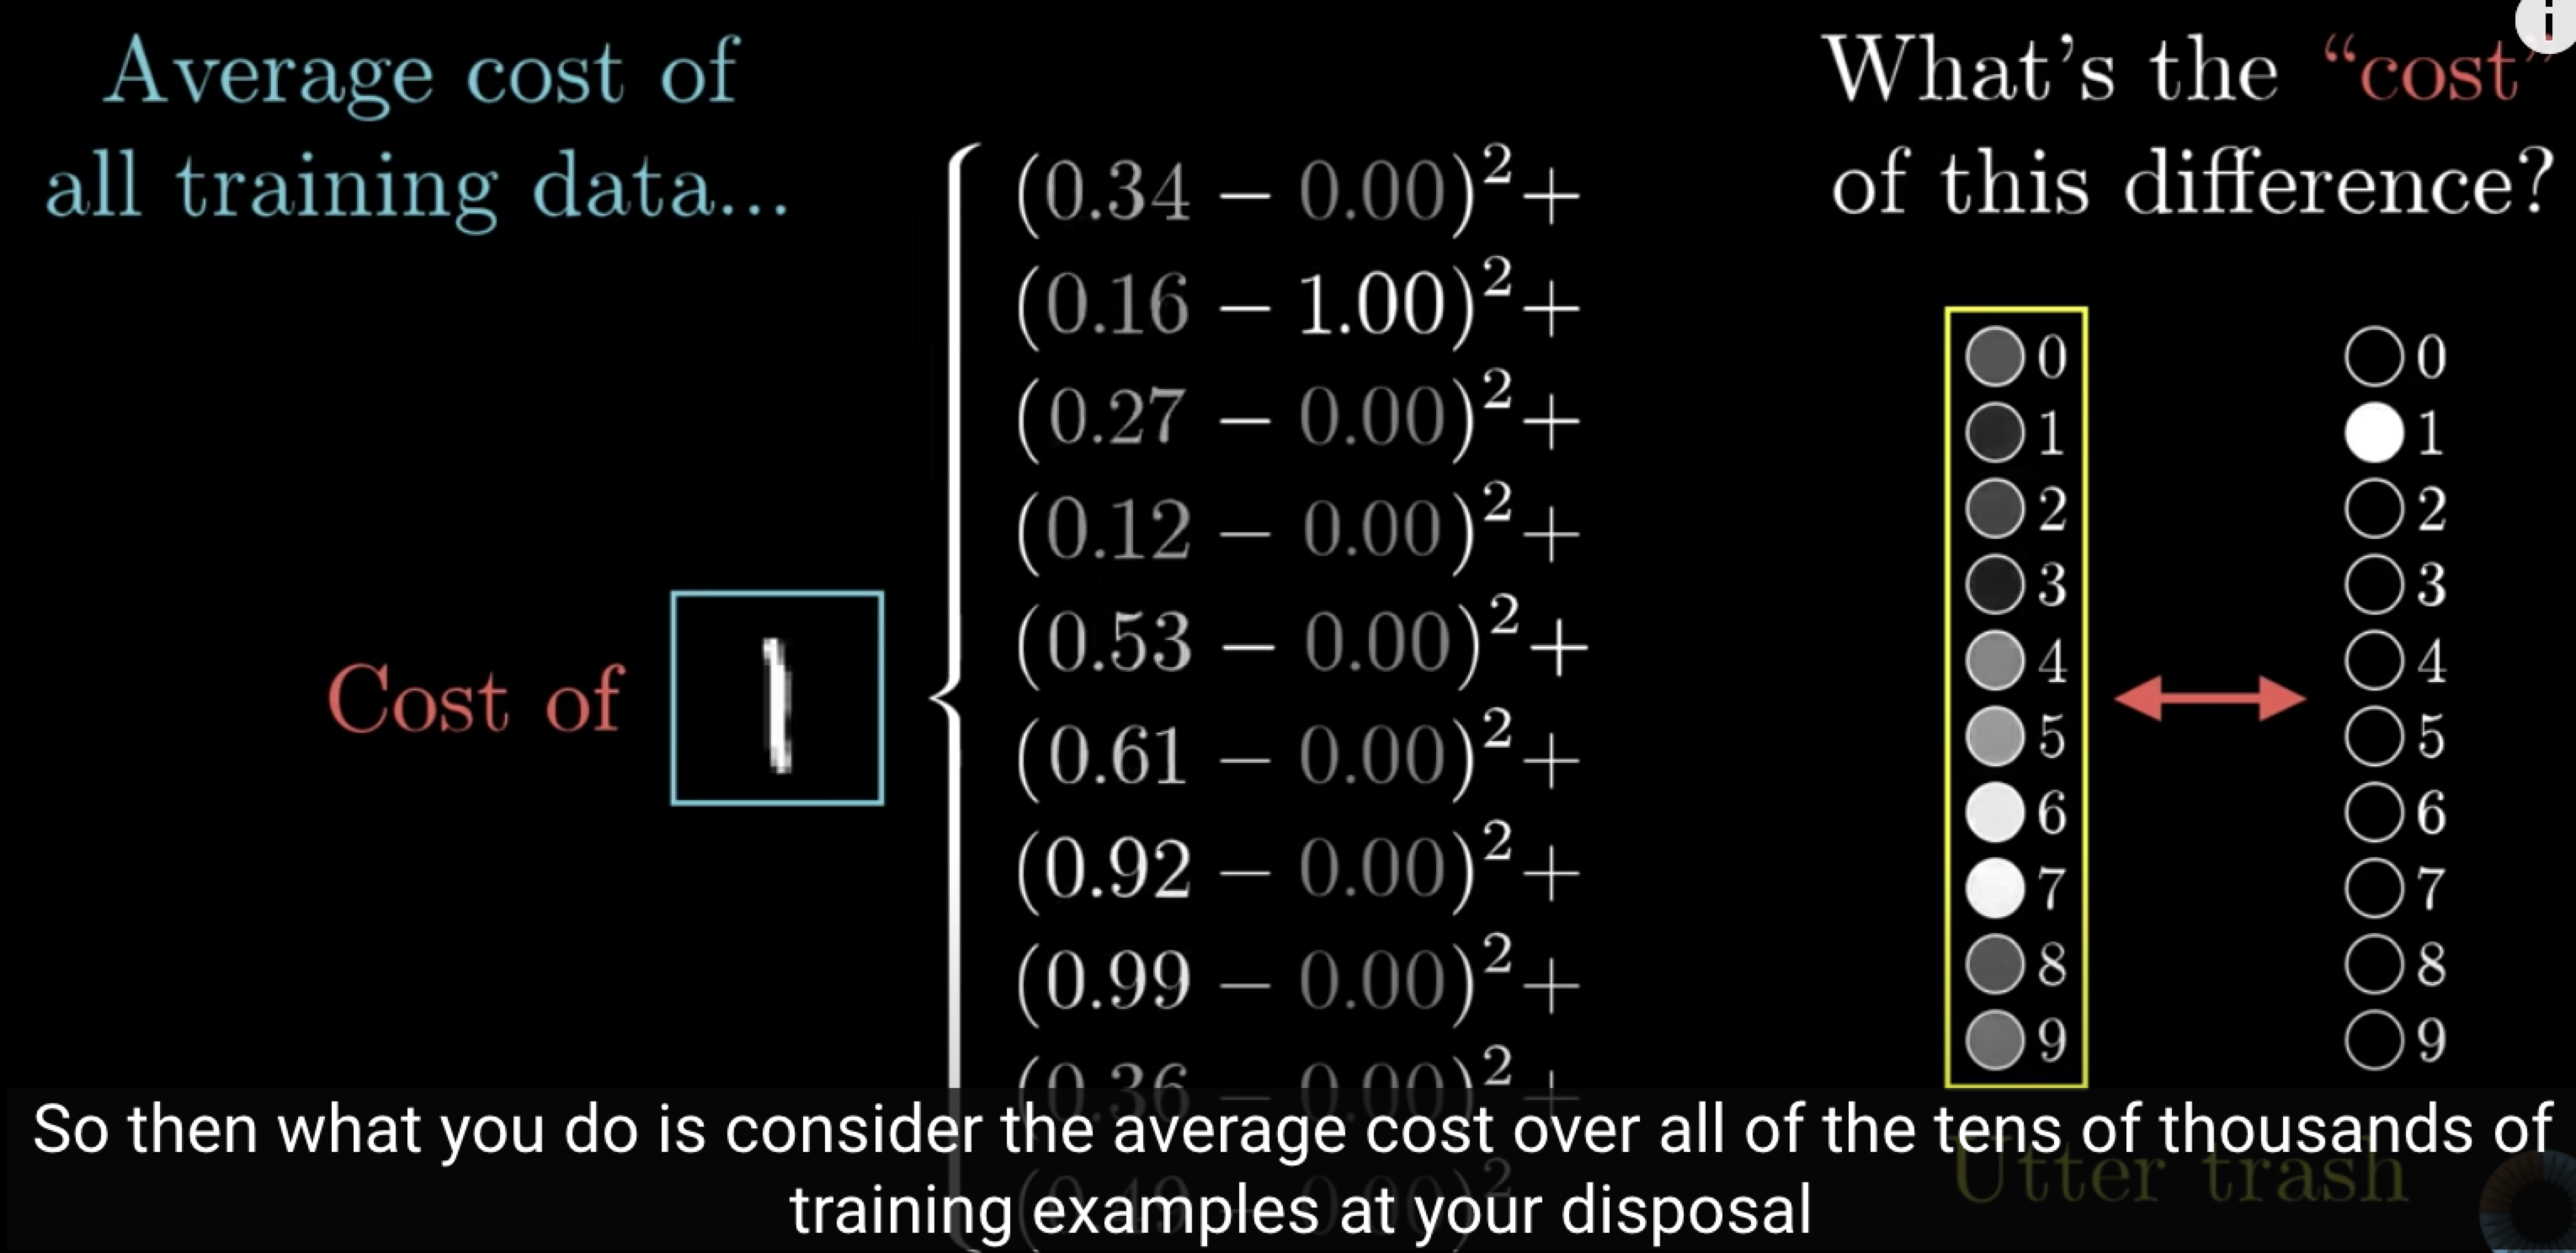 Average cost of
all training data...
What's the “cost”
of this difference?
Cost of
(0.34 − 0.00)²+
(0.16 − 1.00)²+
(0.27 − 0.00)²+
(0.12 − 0.00)²+
(0.53 − 0.00)²+
(0.61 − 0.00)²+
(0.92 − 0.00)²+
(0.99 − 0.00)²+
(0.36 − 0.00)²+
0 0
1 1
2 2
3 3
4 4
5 5
6 6
7 7
8 8
9 9
Utter trash
So then what you do is consider the average cost over all of the tens of thousands of
training examples at your disposal